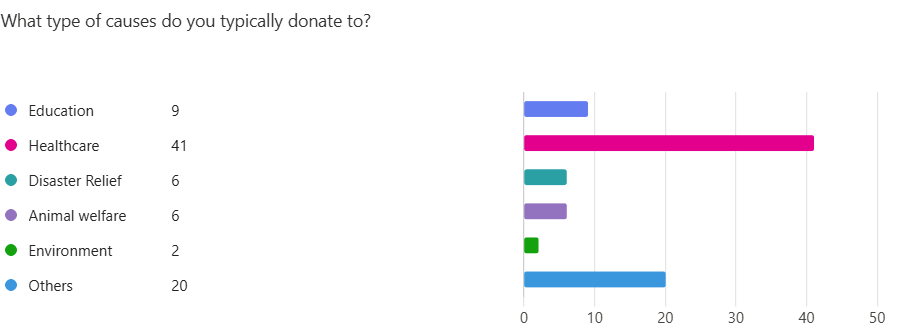 What type of causes do you typically donate to?
Education 9
Healthcare 41
Disaster Relief 6
Animal welfare 6
Environment 2
Others 20
0 10 20 30 40 50